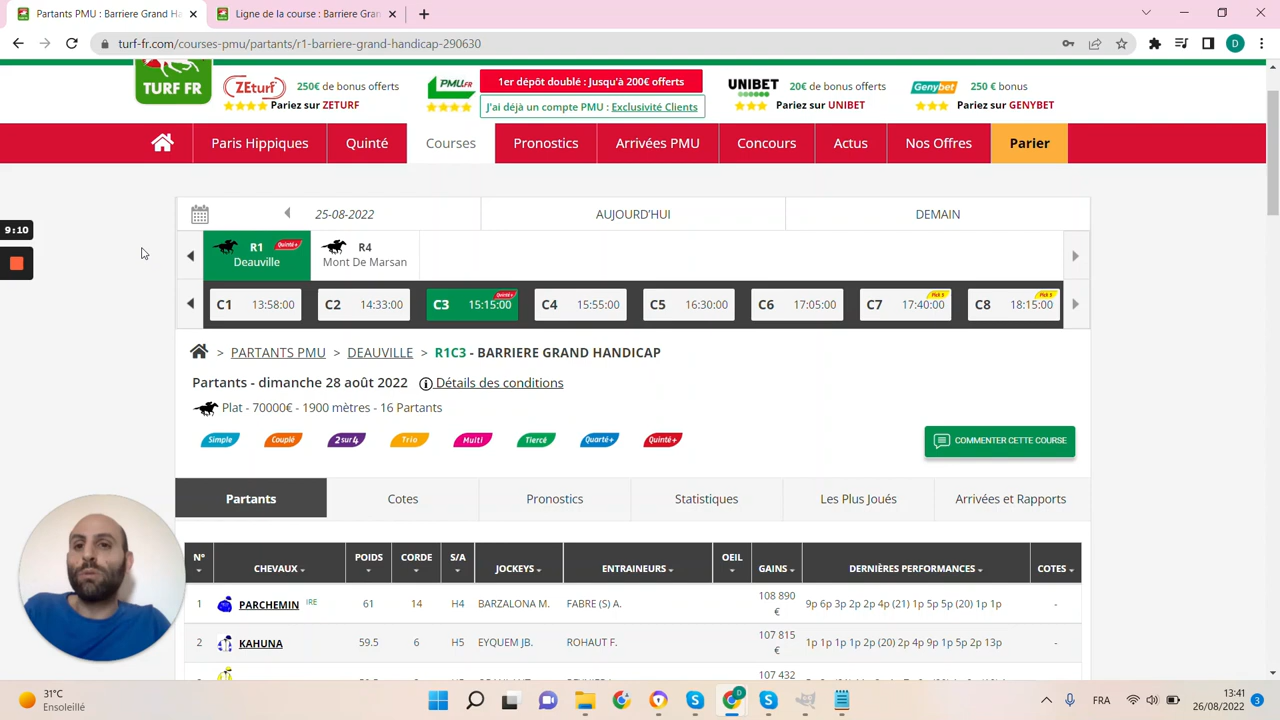 Partants PMU : Barriere Grand Ha
Ligne de la course : Barriere Gran
turf-fr.com/courses-pmu/partants/r1-barriere-grand-handicap-290630
D
TURF FR
ZEturf
250€ de bonus offerts
Pariez sur ZETURF
PMU.FR
1er dépôt doublé : Jusqu'à 200€ offerts
J'ai déjà un compte PMU : Exclusivité Clients
UNIBET
20€ de bonus offerts
Pariez sur UNIBET
Genybet
250 € bonus
Pariez sur GENYBET
Paris Hippiques
Quinté
Courses
Pronostics
Arrivées PMU
Concours
Actus
Nos Offres
Parier
25-08-2022
AUJOURD'HUI
DEMAIN
9:10
R1 Quinté+
Deauville
R4
Mont De Marsan
C1 13:58:00
C2 14:33:00
C3 15:15:00 Quinté+
C4 15:55:00
C5 16:30:00
C6 17:05:00
C7 17:40:00 Pick 5
C8 18:15:00 Pick 5
> PARTANTS PMU > DEAUVILLE > R1C3 - BARRIERE GRAND HANDICAP
Partants - dimanche 28 août 2022 Détails des conditions
Plat - 70000€ - 1900 mètres - 16 Partants
Simple
Couplé
2sur4
Trio
Multi
Tiercé
Quarté+
Quinté+
COMMENTER CETTE COURSE
Partants
Cotes
Pronostics
Statistiques
Les Plus Joués
Arrivées et Rapports
N° CHEVAUX POIDS CORDE S/A JOCKEYS ENTRAINEURS OEIL GAINS DERNIÈRES PERFORMANCES COTES
1 PARCHEMIN IRE 61 14 H4 BARZALONA M. FABRE (S) A. 108 890 € 9p 6p 3p 2p 2p 4p (21) 1p 5p 5p (20) 1p 1p -
2 KAHUNA 59.5 6 H5 EYQUEM JB. ROHAUT F. 107 815 € 1p 1p 1p 1p 2p (20) 2p 4p 9p 1p 5p 2p 13p -
107 432
31°C
Ensoleillé
D
FRA
13:41
26/08/2022
3